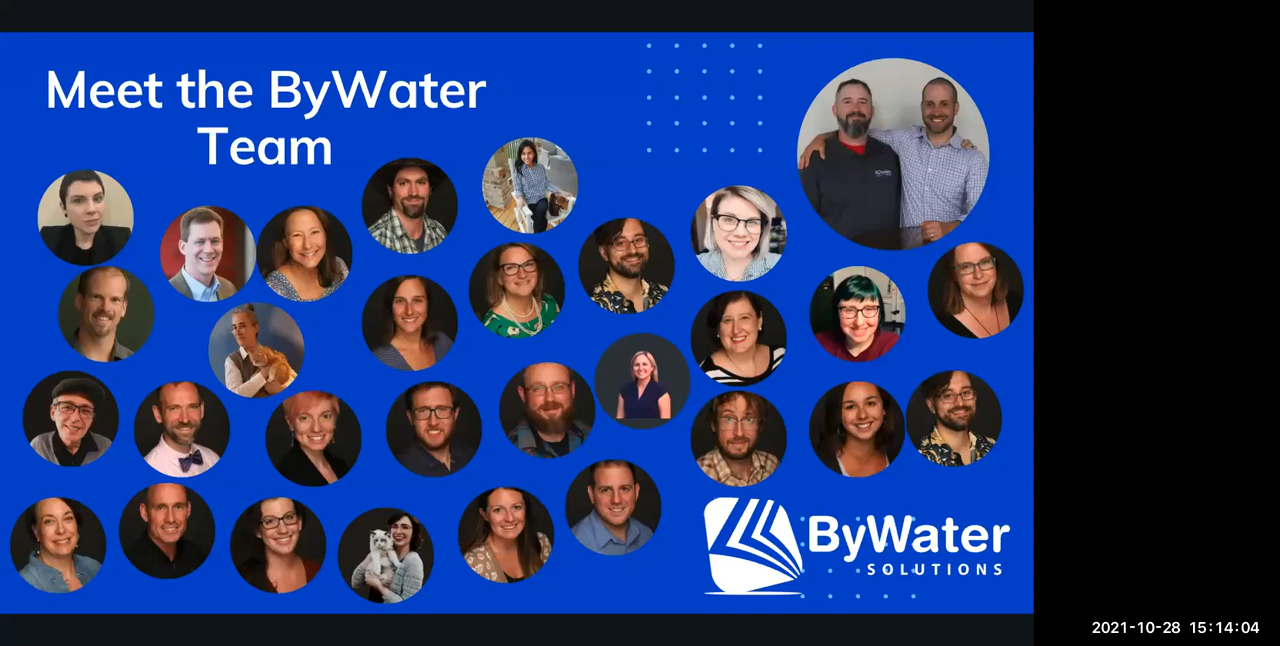 Meet the ByWater
Team
ByWater
SOLUTIONS
2021-10-28 15:14:04